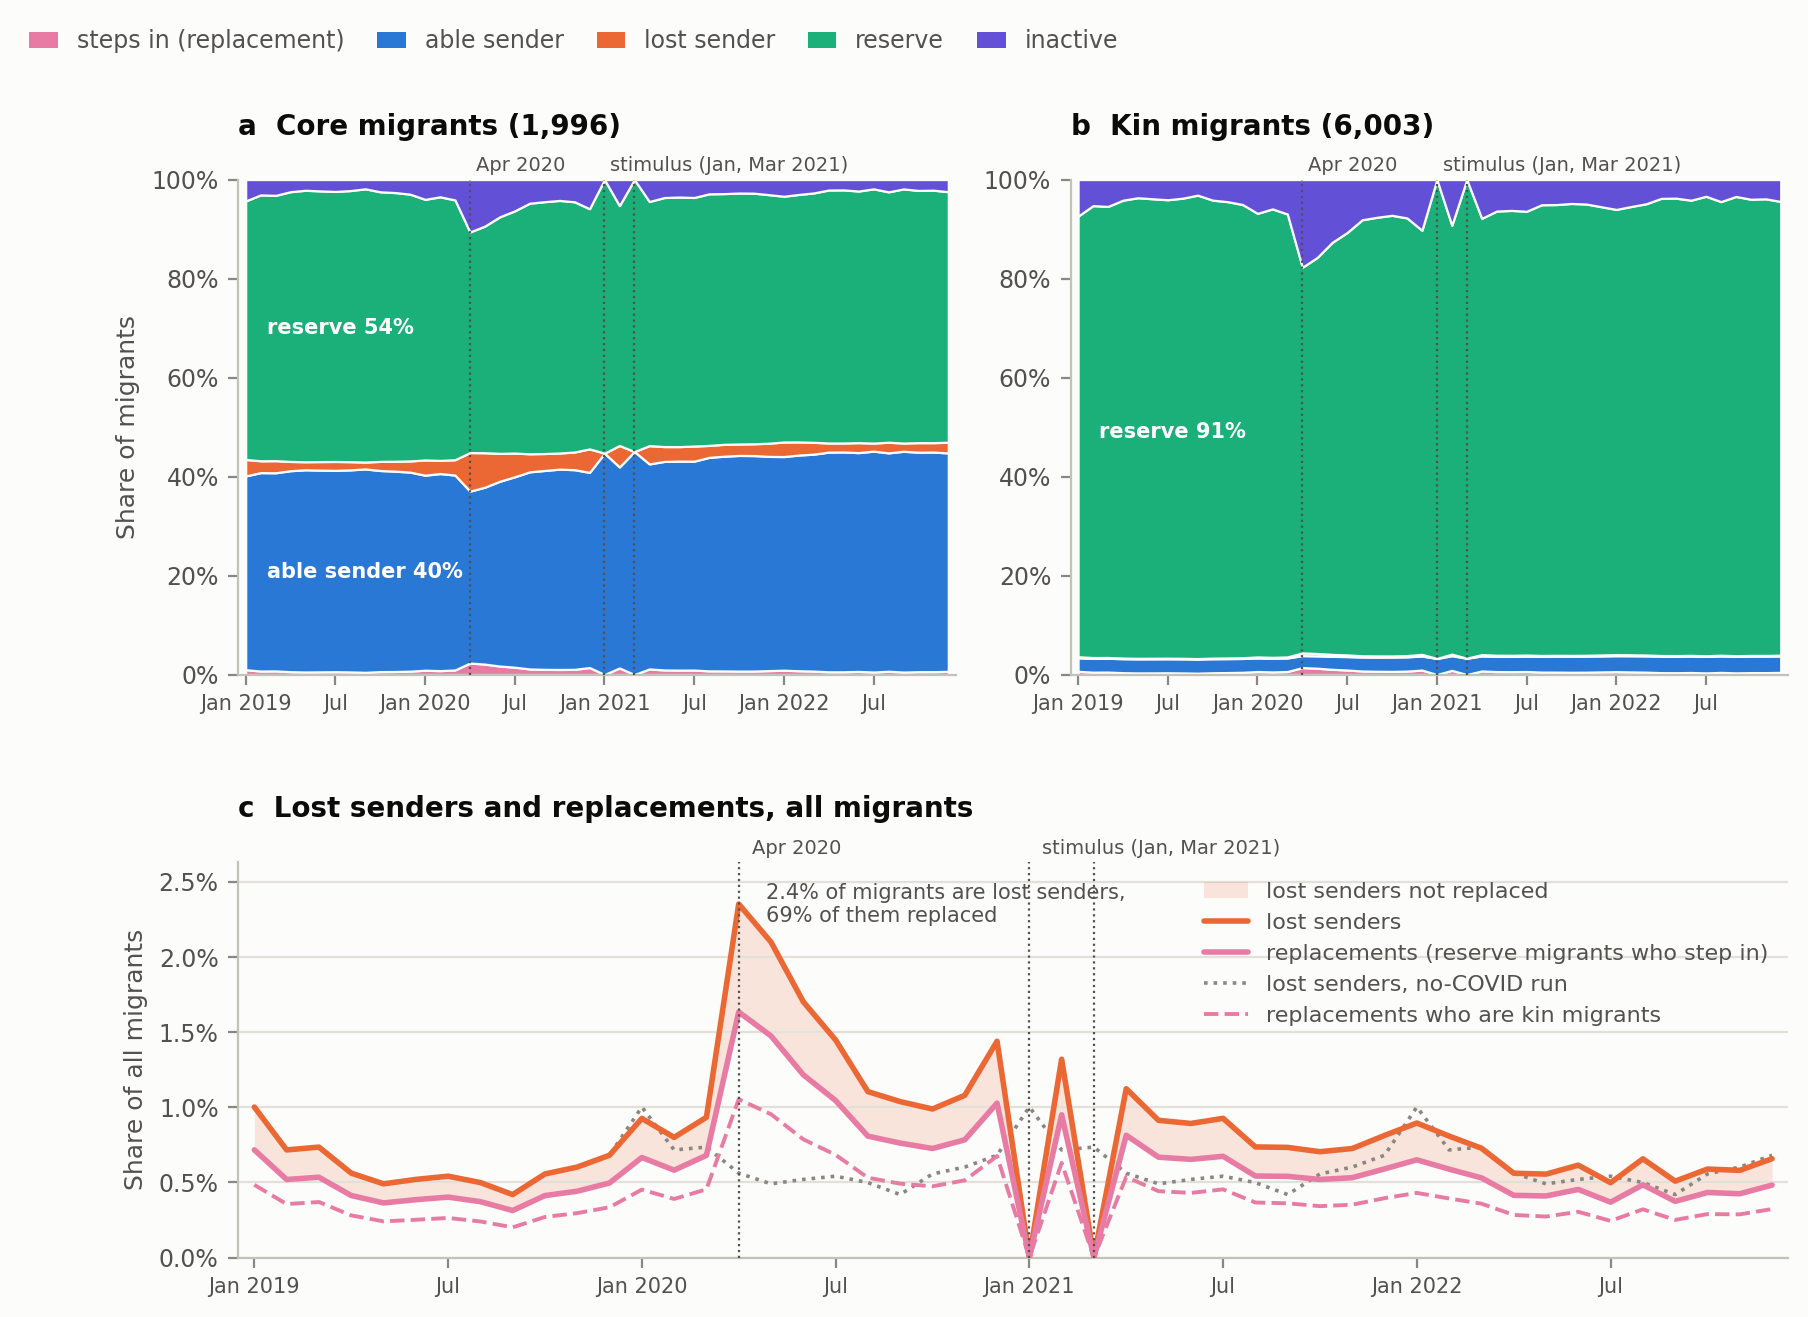 steps in (replacement) able sender lost sender reserve inactive
a Core migrants (1,996)
Apr 2020 stimulus (Jan, Mar 2021)
100%
80%
60%
40%
20%
0%
Share of migrants
reserve 54%
able sender 40%
Jan 2019 Jul Jan 2020 Jul Jan 2021 Jul Jan 2022 Jul
b Kin migrants (6,003)
Apr 2020 stimulus (Jan, Mar 2021)
100%
80%
60%
40%
20%
0%
reserve 91%
Jan 2019 Jul Jan 2020 Jul Jan 2021 Jul Jan 2022 Jul
c Lost senders and replacements, all migrants
Apr 2020 stimulus (Jan, Mar 2021)
2.5%
2.0%
1.5%
1.0%
0.5%
0.0%
Share of all migrants
2.4% of migrants are lost senders,
69% of them replaced
lost senders not replaced
lost senders
replacements (reserve migrants who step in)
lost senders, no-COVID run
replacements who are kin migrants
Jan 2019 Jul Jan 2020 Jul Jan 2021 Jul Jan 2022 Jul